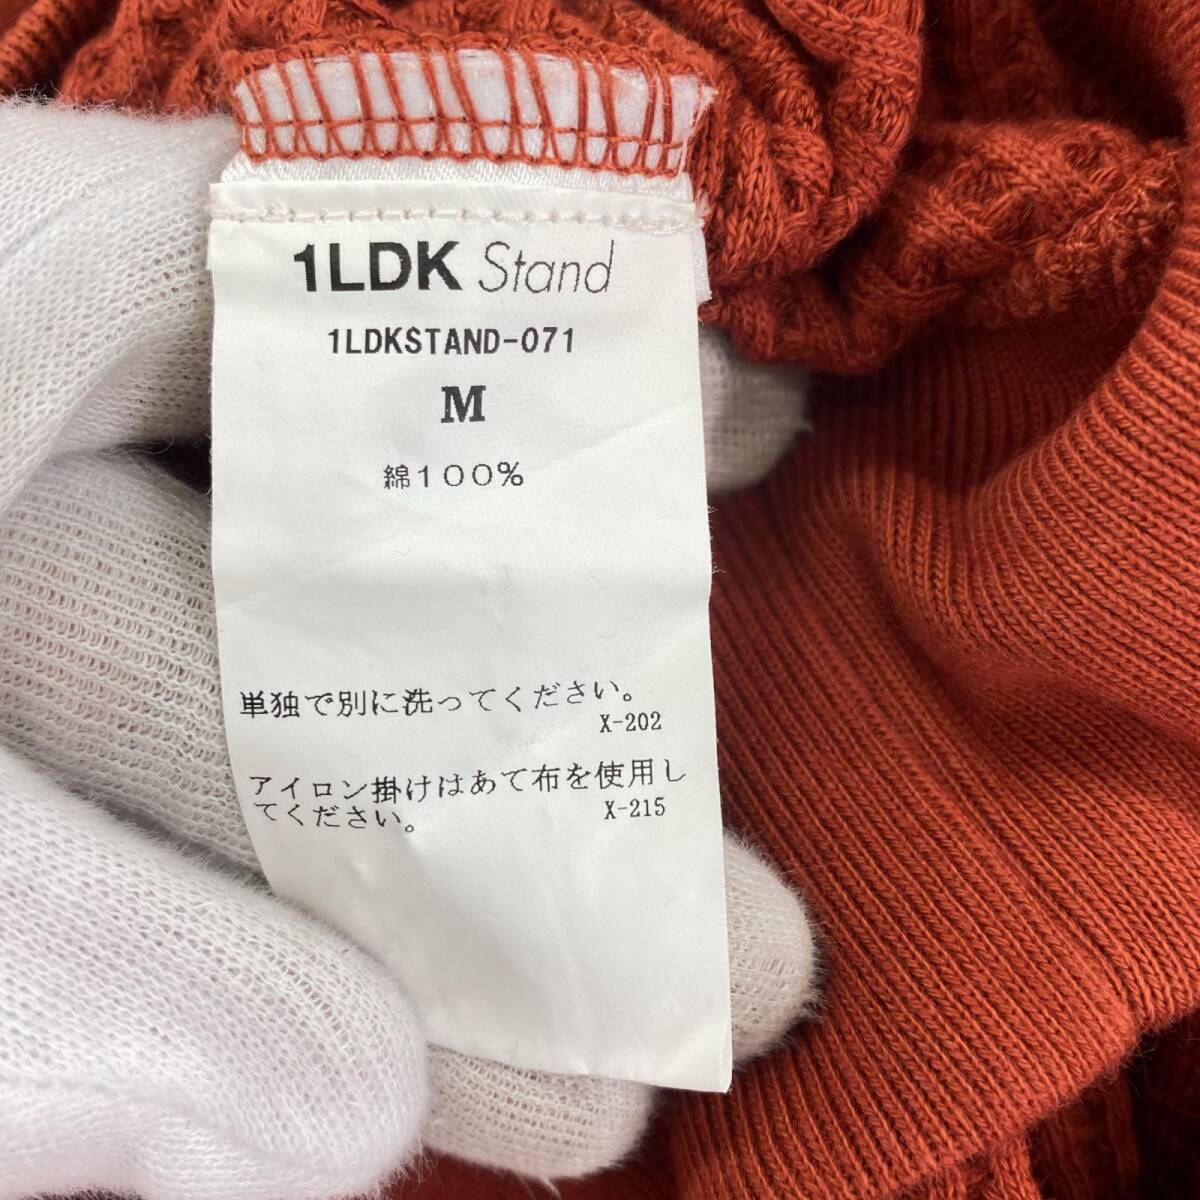 1LDK Stand
1LDKSTAND-071
M
綿100%
単独で別に洗ってください。
X-202
アイロン掛けはあて布を使用し
てください。
X-215